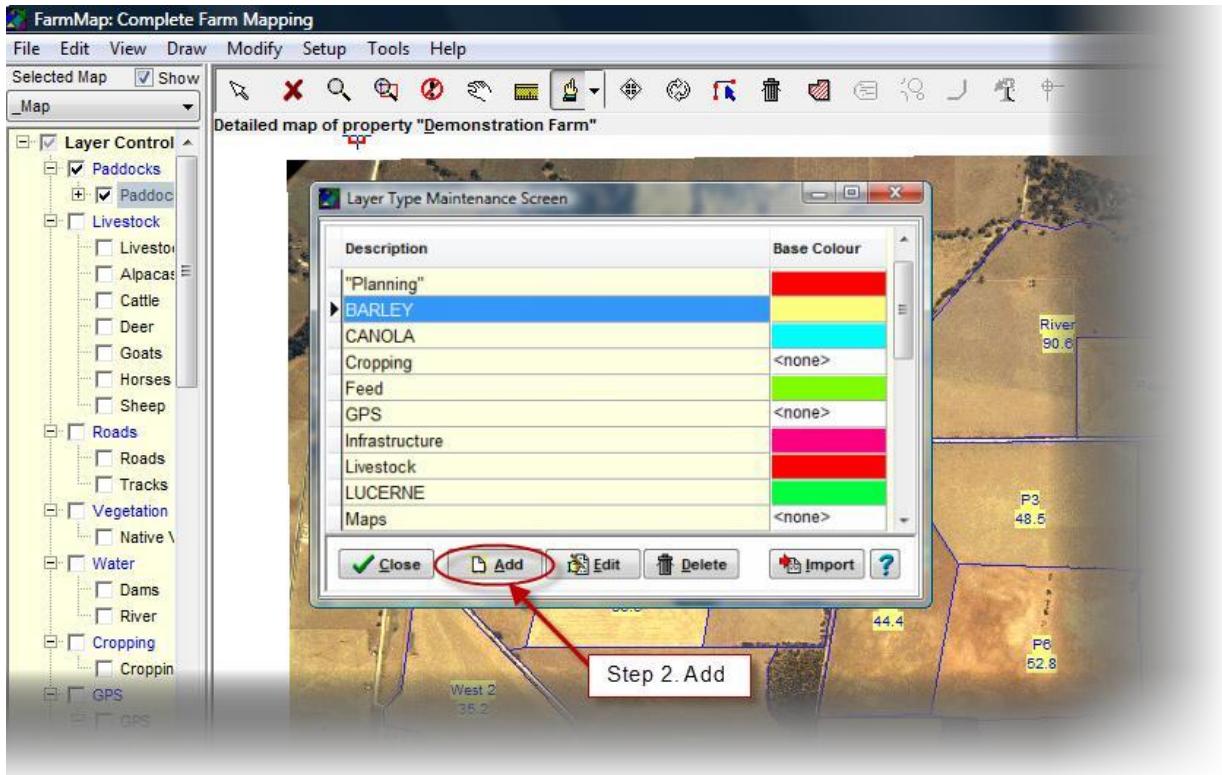 FarmMap: Complete Farm Mapping
File Edit View Draw Modify Setup Tools Help
Selected Map Show
_Map
Detailed map of property "Demonstration Farm"
Layer Control
Paddocks
Paddoc
Livestock
Livesto
Alpacas
Cattle
Deer
Goats
Horses
Sheep
Roads
Roads
Tracks
Vegetation
Native V
Water
Dams
River
Cropping
Croppin
GPS
GPS
Layer Type Maintenance Screen
Description Base Colour
"Planning"
BARLEY
CANOLA
Cropping <none>
Feed
GPS <none>
Infrastructure
Livestock
LUCERNE
Maps <none>
Close Add Edit Delete Import ?
Step 2. Add
River
90.6
P3
48.5
44.4
P6
52.8
West 2
35.2